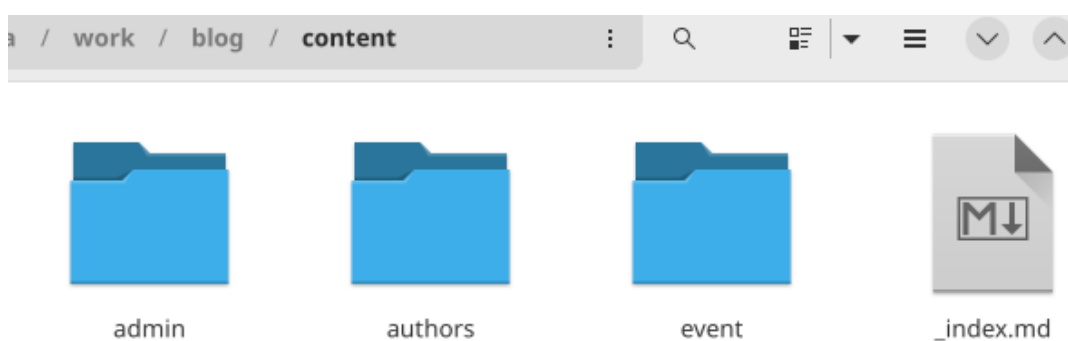 a / work / blog / content
admin
authors
event
M
_index.md